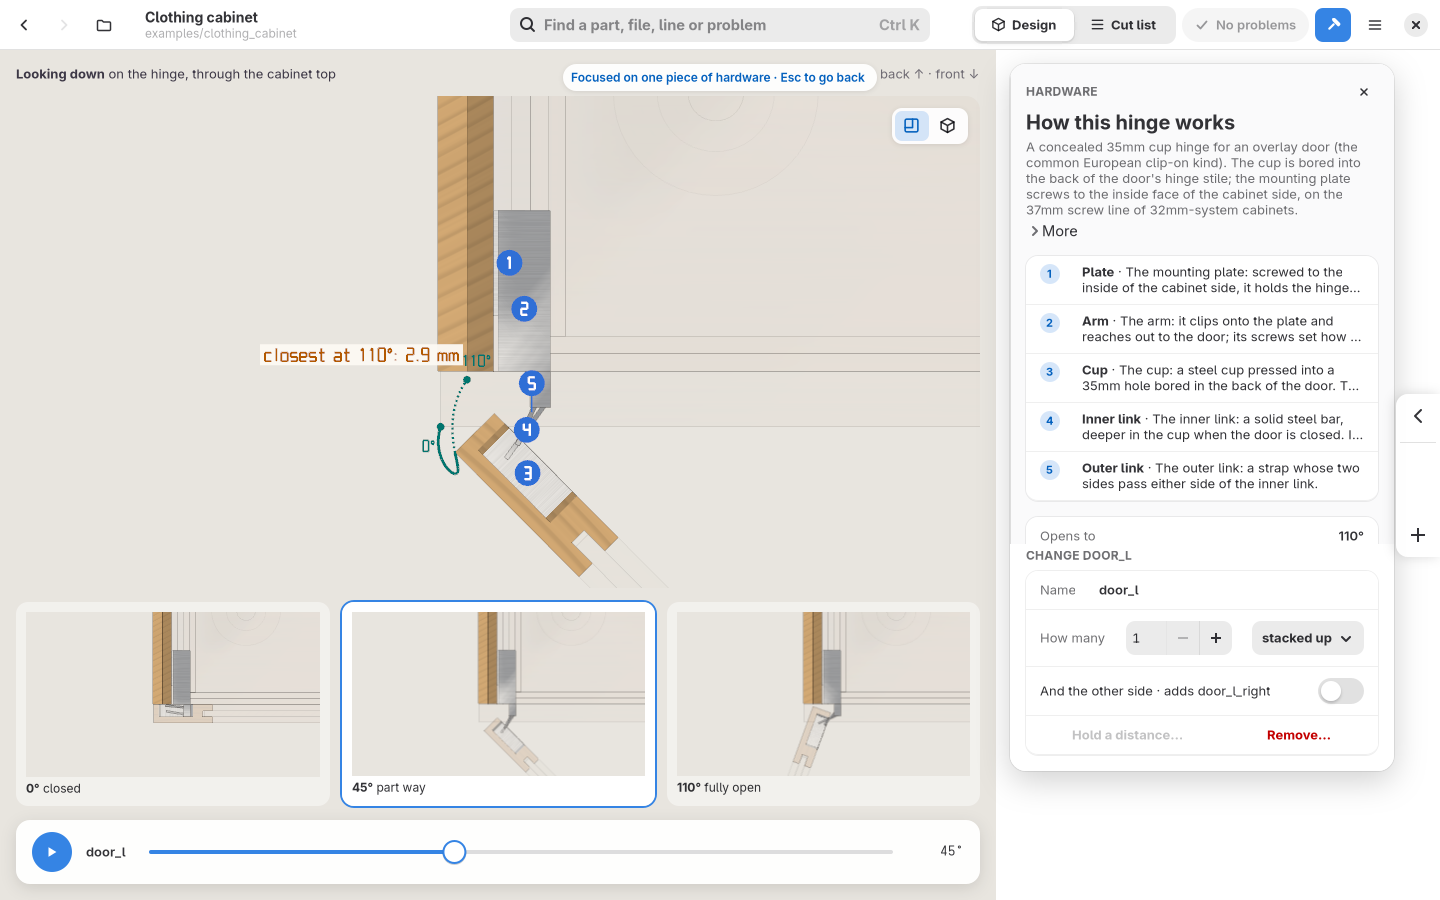 Clothing cabinet
examples/clothing_cabinet
Find a part, file, line or problem
Ctrl K
Design
Cut list
No problems
Looking down on the hinge, through the cabinet top
Focused on one piece of hardware · Esc to go back
back ↑ · front ↓
closest at 110°: 2.9 mm
110°
0°
1
2
5
4
3
0° closed
45° part way
110° fully open
door_l
45°
HARDWARE
How this hinge works
A concealed 35mm cup hinge for an overlay door (the
common European clip-on kind). The cup is bored into
the back of the door's hinge stile; the mounting plate
screws to the inside face of the cabinet side, on the
37mm screw line of 32mm-system cabinets.
More
1 Plate · The mounting plate: screwed to the
inside of the cabinet side, it holds the hinge…
2 Arm · The arm: it clips onto the plate and
reaches out to the door; its screws set how …
3 Cup · The cup: a steel cup pressed into a
35mm hole bored in the back of the door. T…
4 Inner link · The inner link: a solid steel bar,
deeper in the cup when the door is closed. I…
5 Outer link · The outer link: a strap whose two
sides pass either side of the inner link.
Opens to 110°
CHANGE DOOR_L
Name door_l
How many 1 stacked up
And the other side · adds door_l_right
Hold a distance…
Remove…